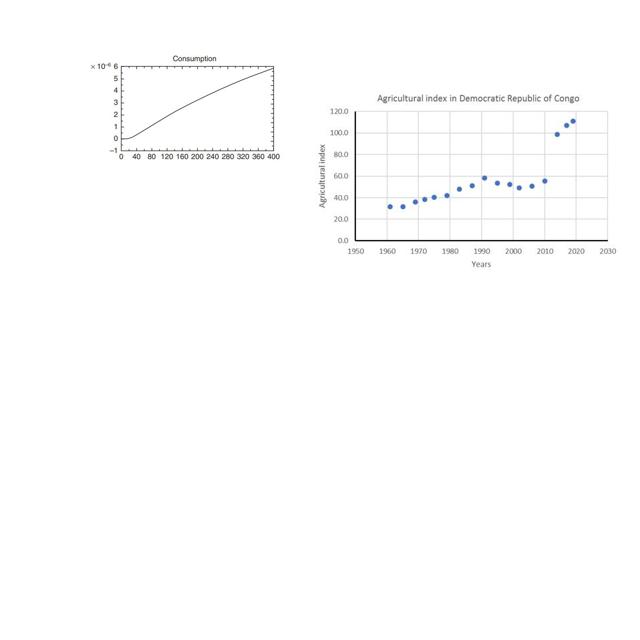 Consumption
× 10⁻⁶ 6
5
4
3
2
1
0
−1
0 40 80 120 160 200 240 280 320 360 400
Agricultural index in Democratic Republic of Congo
120.0
100.0
80.0
60.0
40.0
20.0
0.0
Agricultural index
1950 1960 1970 1980 1990 2000 2010 2020 2030
Years